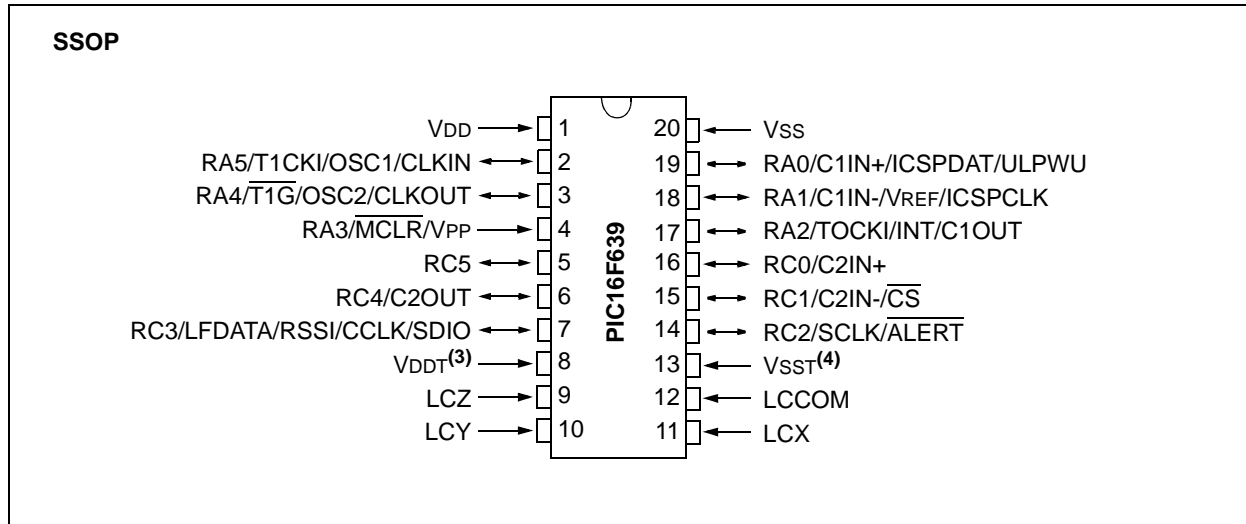 SSOP
VDD 1
RA5/T1CKI/OSC1/CLKIN 2
RA4/T1G/OSC2/CLKOUT 3
RA3/MCLR/VPP 4
RC5 5
RC4/C2OUT 6
RC3/LFDATA/RSSI/CCLK/SDIO 7
VDDT(3) 8
LCZ 9
LCY 10
PIC16F639
20 VSS
19 RA0/C1IN+/ICSPDAT/ULPWU
18 RA1/C1IN-/VREF/ICSPCLK
17 RA2/TOCKI/INT/C1OUT
16 RC0/C2IN+
15 RC1/C2IN-/CS
14 RC2/SCLK/ALERT
13 VSST(4)
12 LCCOM
11 LCX